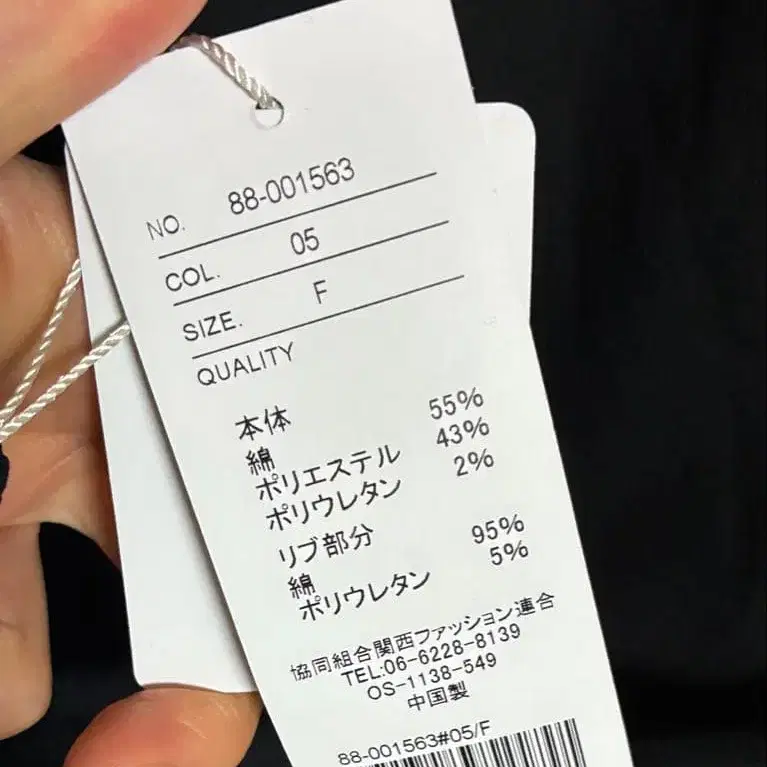 NO. 88-001563
COL. 05
SIZE. F
QUALITY
本体
綿 55%
ポリエステル 43%
ポリウレタン 2%
リブ部分
綿 95%
ポリウレタン 5%
協同組合関西ファッション連合
TEL:06-6228-8139
OS-1138-549
中国製
88-001563#05/F